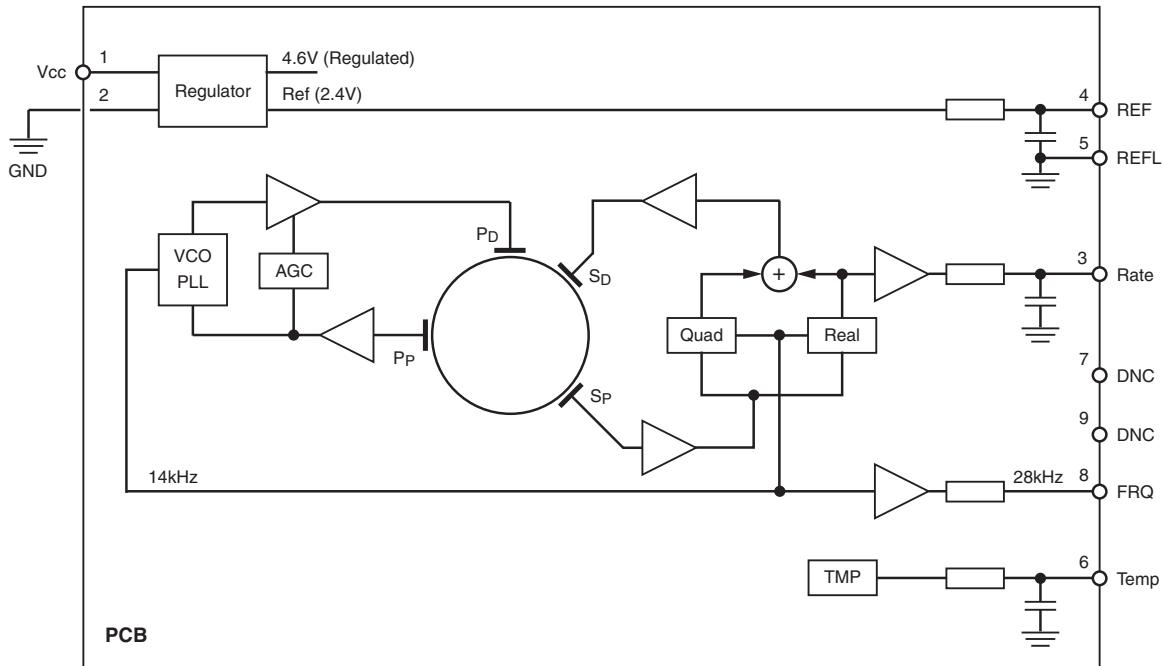 1
4.6V (Regulated)
Vcc
Regulator
2
Ref (2.4V)
4
REF
GND
5
REFL
PD
SD
VCO
PLL
AGC
+
3
Rate
Quad
Real
PP
7
DNC
SP
9
DNC
14kHz
28kHz
8
FRQ
TMP
6
Temp
PCB